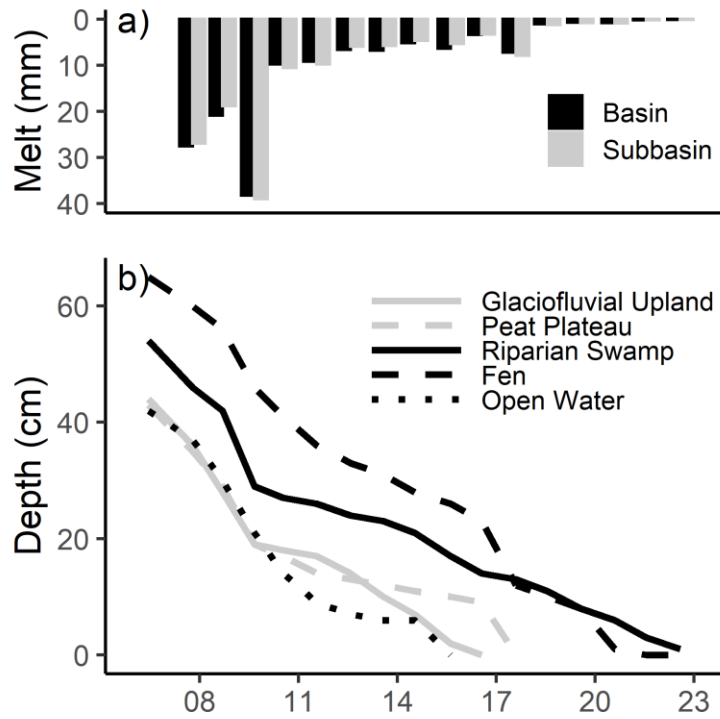 a)
0
10
20
30
40
Melt (mm)
Basin
Subbasin
b)
60
40
20
0
Depth (cm)
Glaciofluvial Upland
Peat Plateau
Riparian Swamp
Fen
Open Water
08 11 14 17 20 23